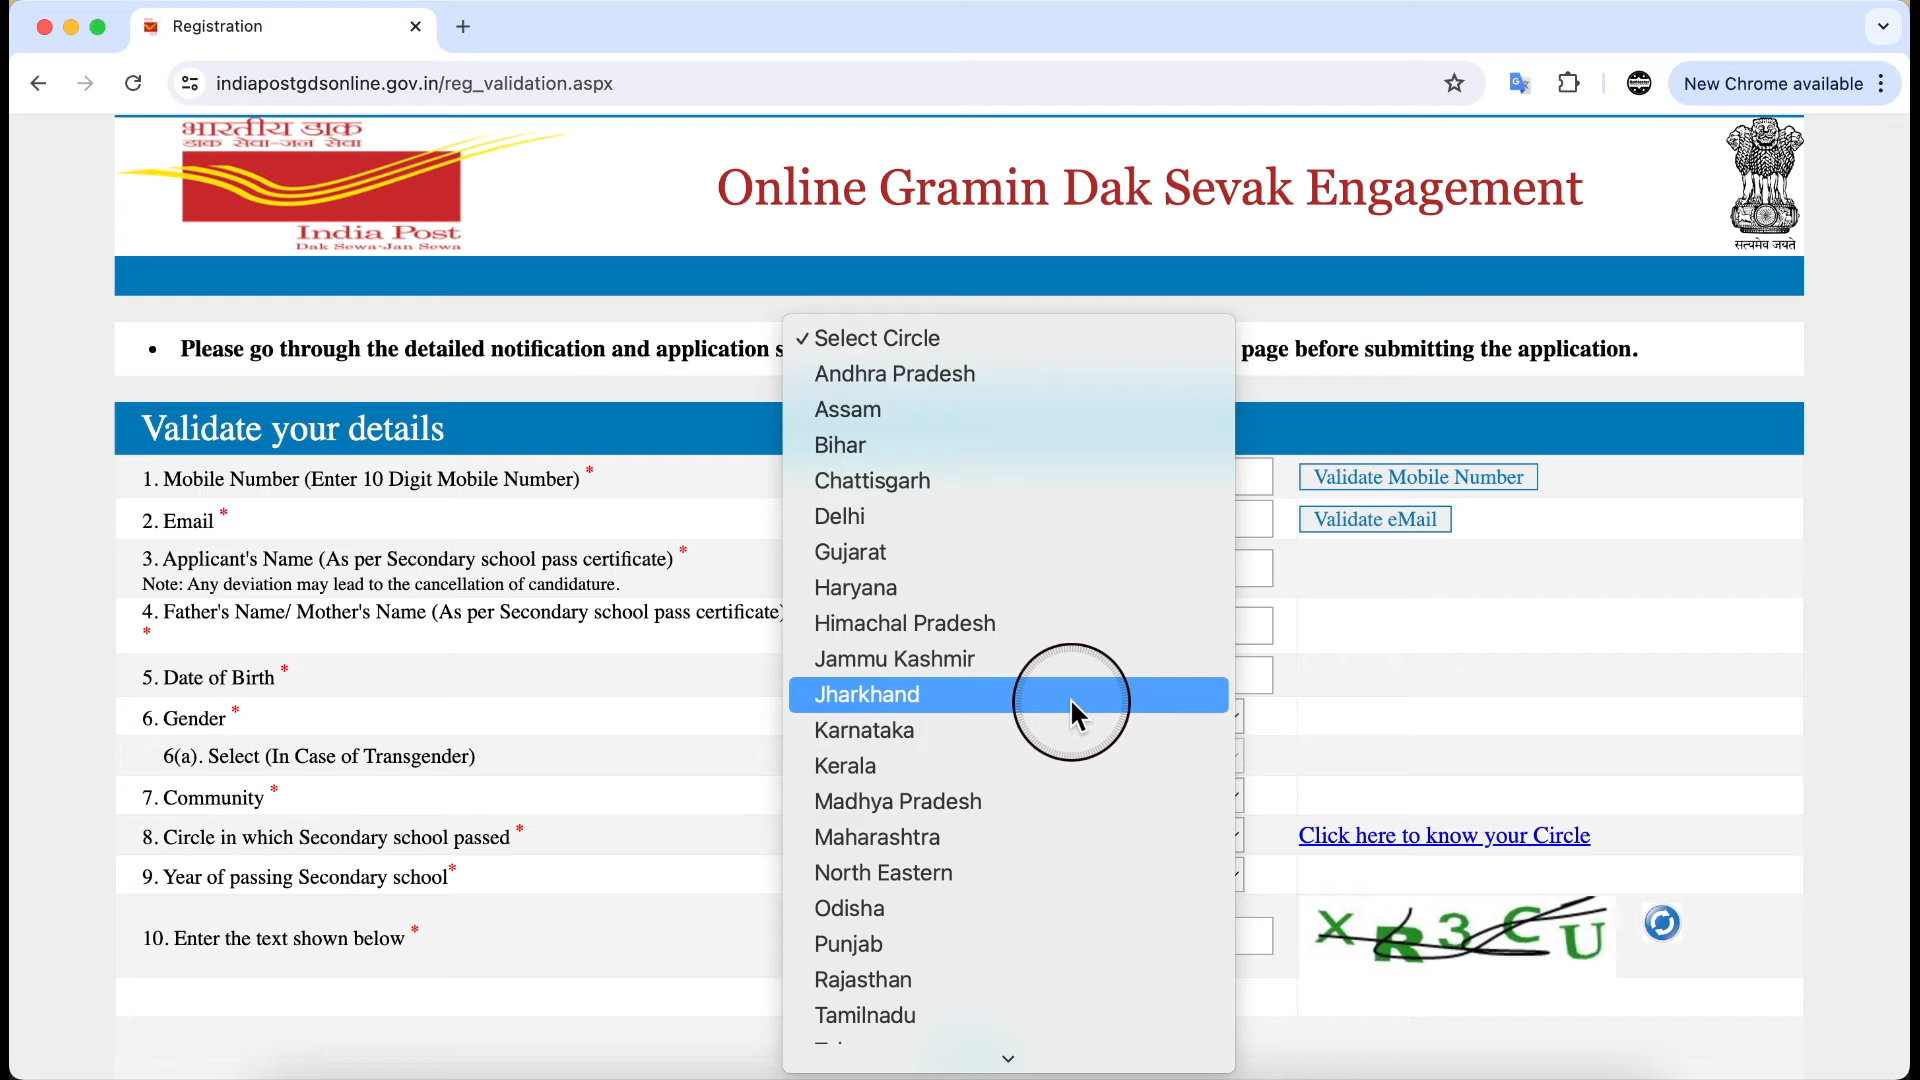 Registration
indiapostgdsonline.gov.in/reg_validation.aspx
New Chrome available
भारतीय डाक
डाक सेवा-जन सेवा
India Post
Dak Sewa-Jan Sewa
Online Gramin Dak Sevak Engagement
सत्यमेव जयते
• Please go through the detailed notification and application s
page before submitting the application.
Validate your details
1. Mobile Number (Enter 10 Digit Mobile Number) *
Validate Mobile Number
2. Email *
Validate eMail
3. Applicant's Name (As per Secondary school pass certificate) *
Note: Any deviation may lead to the cancellation of candidature.
4. Father's Name/ Mother's Name (As per Secondary school pass certificate)
*
5. Date of Birth *
6. Gender *
6(a). Select (In Case of Transgender)
7. Community *
8. Circle in which Secondary school passed *
Click here to know your Circle
9. Year of passing Secondary school*
10. Enter the text shown below *
X R 3 C U
✓ Select Circle
Andhra Pradesh
Assam
Bihar
Chattisgarh
Delhi
Gujarat
Haryana
Himachal Pradesh
Jammu Kashmir
Jharkhand
Karnataka
Kerala
Madhya Pradesh
Maharashtra
North Eastern
Odisha
Punjab
Rajasthan
Tamilnadu